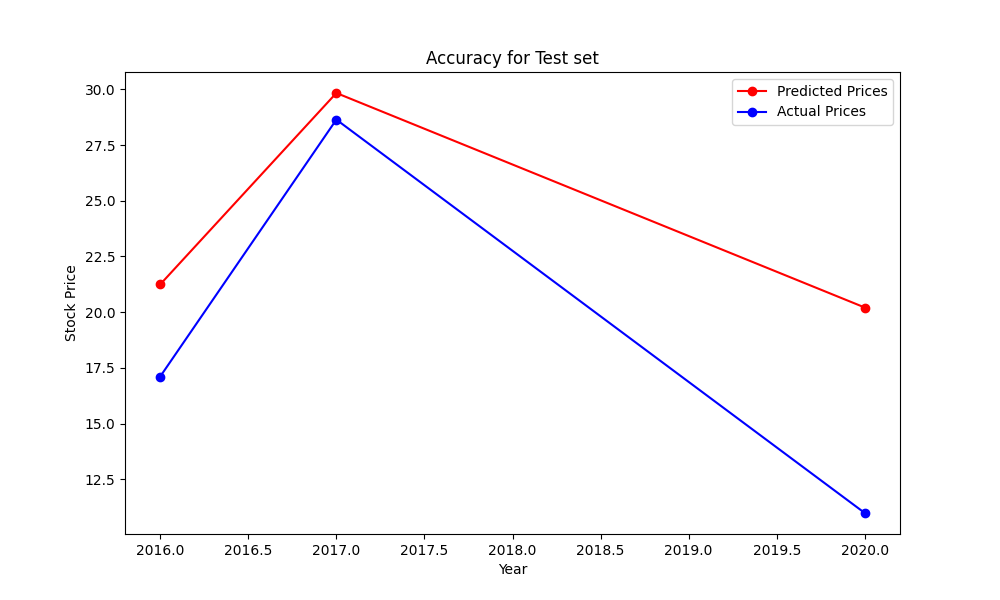 Accuracy for Test set
Predicted Prices
Actual Prices
Stock Price
30.0
27.5
25.0
22.5
20.0
17.5
15.0
12.5
2016.0 2016.5 2017.0 2017.5 2018.0 2018.5 2019.0 2019.5 2020.0
Year